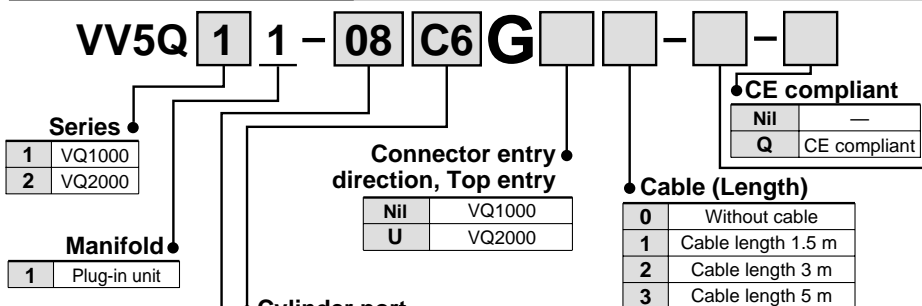 VV5Q 1 1 – 08 C6 G – –
CE compliant
Nil —
Q CE compliant
Series
1 VQ1000
2 VQ2000
Connector entry
direction, Top entry
Nil VQ1000
U VQ2000
Cable (Length)
0 Without cable
1 Cable length 1.5 m
2 Cable length 3 m
3 Cable length 5 m
Manifold
1 Plug-in unit